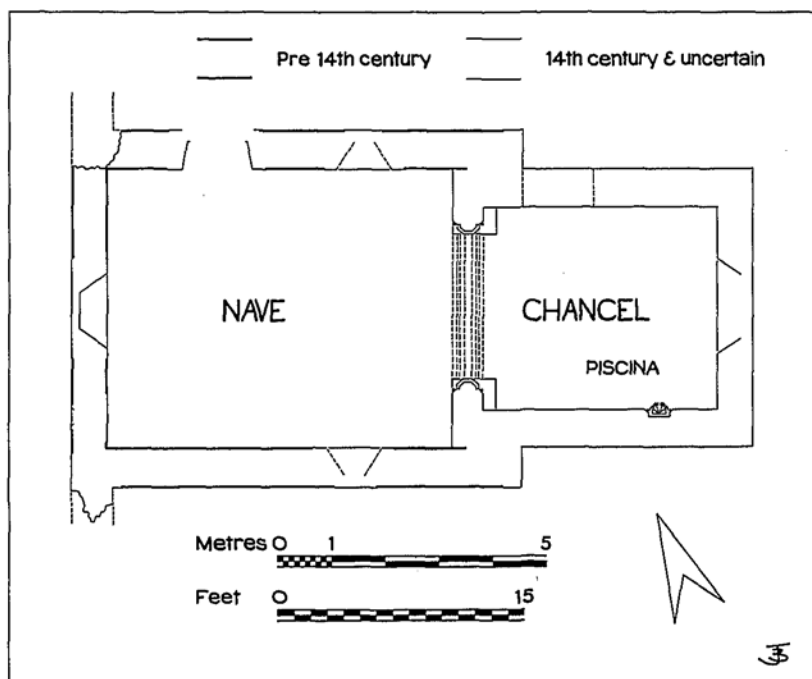 Pre 14th century
14th century & uncertain
NAVE
CHANCEL
PISCINA
Metres 0 1 5
Feet 0 15